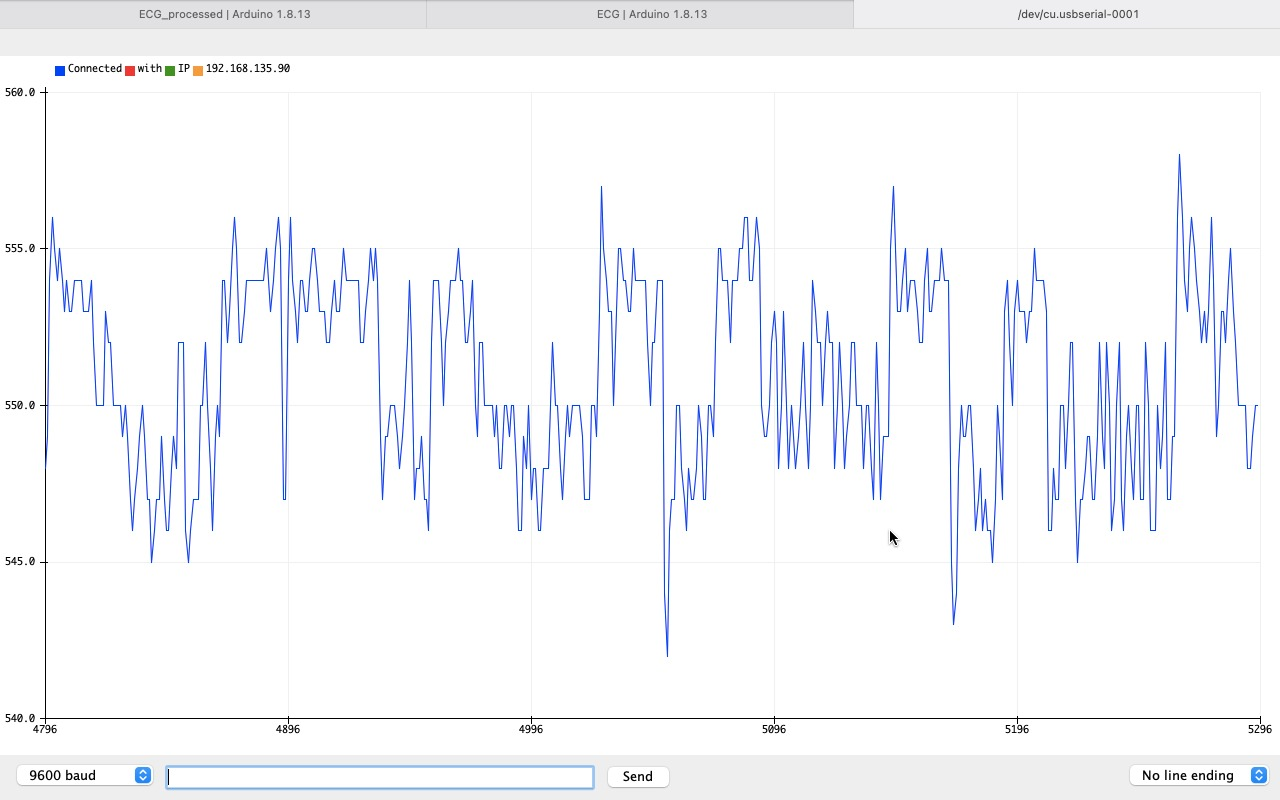 ECG_processed | Arduino 1.8.13
ECG | Arduino 1.8.13
/dev/cu.usbserial-0001
Connected with IP 192.168.135.90
560.0
555.0
550.0
545.0
540.0
4796 4896 4996 5096 5196 5296
9600 baud
Send
No line ending